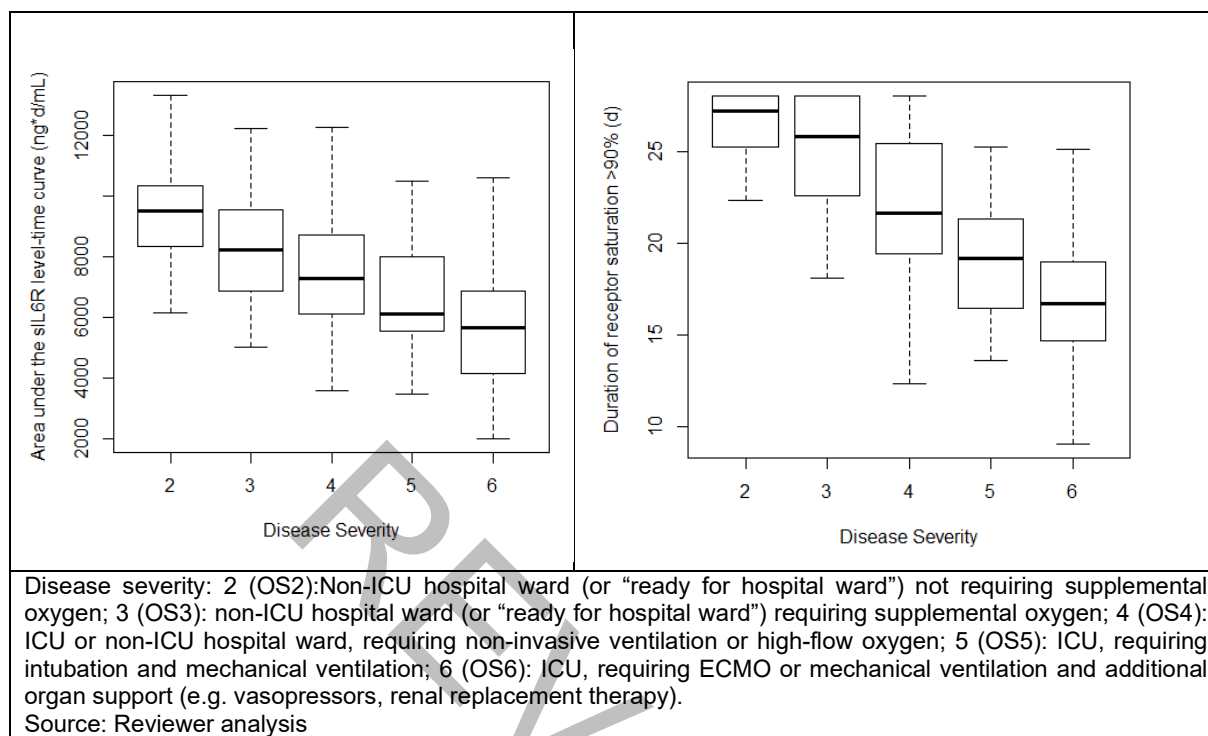 Area under the sIL6R level-time curve (ng*d/mL)
12000
8000
6000
4000
2000
2 3 4 5 6
Disease Severity
Duration of receptor saturation >90% (d)
25
20
15
10
2 3 4 5 6
Disease Severity
Disease severity: 2 (OS2):Non-ICU hospital ward (or “ready for hospital ward”) not requiring supplemental
oxygen; 3 (OS3): non-ICU hospital ward (or “ready for hospital ward”) requiring supplemental oxygen; 4 (OS4):
ICU or non-ICU hospital ward, requiring non-invasive ventilation or high-flow oxygen; 5 (OS5): ICU, requiring
intubation and mechanical ventilation; 6 (OS6): ICU, requiring ECMO or mechanical ventilation and additional
organ support (e.g. vasopressors, renal replacement therapy).
Source: Reviewer analysis